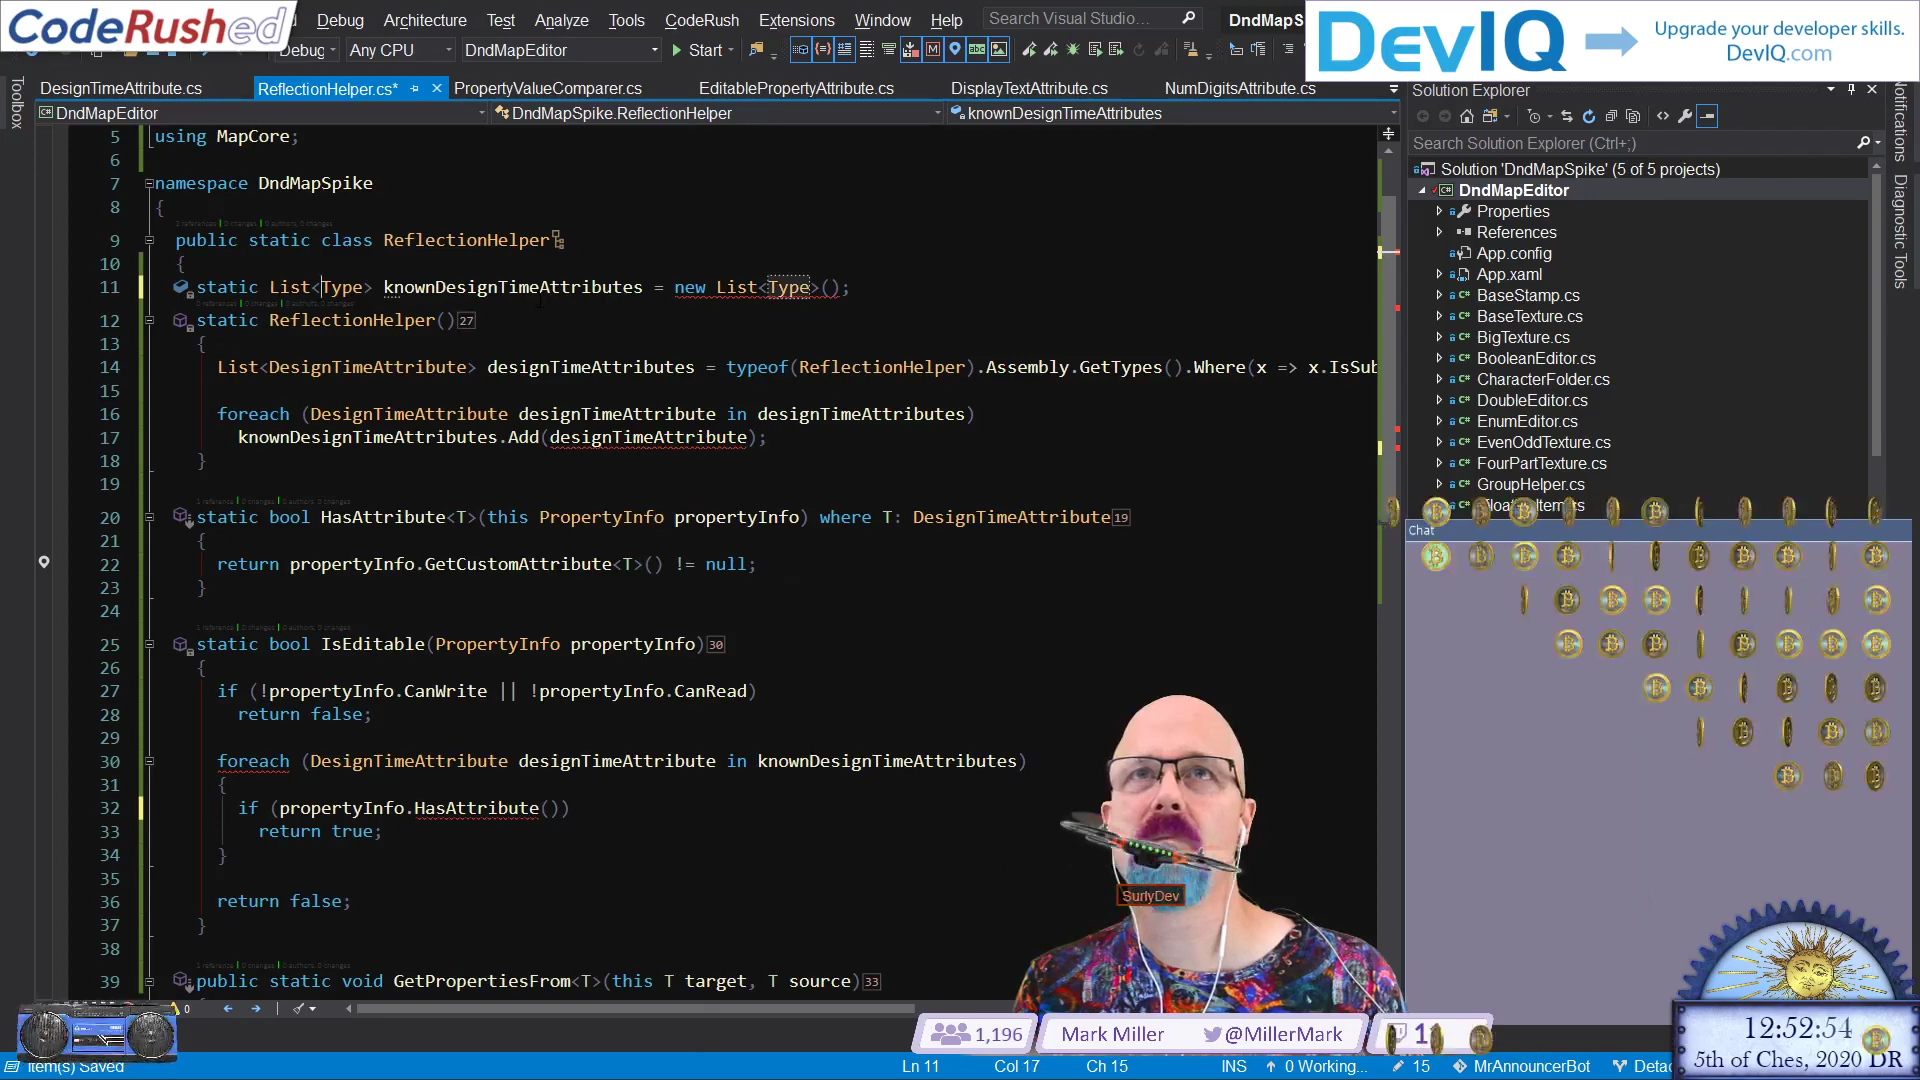 CodeRushed
Debug Architecture Test Analyze Tools CodeRush Extensions Window Help Search Visual Studio... DndMapS
Debug Any CPU DndMapEditor Start
DevIQ
Upgrade your developer skills.
DevIQ.com
DesignTimeAttribute.cs ReflectionHelper.cs* PropertyValueComparer.cs EditablePropertyAttribute.cs DisplayTextAttribute.cs NumDigitsAttribute.cs
DndMapEditor DndMapSpike.ReflectionHelper knownDesignTimeAttributes
Toolbox
5 using MapCore;
6
7 namespace DndMapSpike
8 {
9 public static class ReflectionHelper
10 {
11 static List<Type> knownDesignTimeAttributes = new List<Type>();
12 static ReflectionHelper() 27
13 {
14 List<DesignTimeAttribute> designTimeAttributes = typeof(ReflectionHelper).Assembly.GetTypes().Where(x => x.IsSub
15
16 foreach (DesignTimeAttribute designTimeAttribute in designTimeAttributes)
17 knownDesignTimeAttributes.Add(designTimeAttribute);
18 }
19
20 static bool HasAttribute<T>(this PropertyInfo propertyInfo) where T: DesignTimeAttribute 19
21 {
22 return propertyInfo.GetCustomAttribute<T>() != null;
23 }
24
25 static bool IsEditable(PropertyInfo propertyInfo) 30
26 {
27 if (!propertyInfo.CanWrite || !propertyInfo.CanRead)
28 return false;
29
30 foreach (DesignTimeAttribute designTimeAttribute in knownDesignTimeAttributes)
31 {
32 if (propertyInfo.HasAttribute())
33 return true;
34 }
35
36 return false;
37 }
38
39 public static void GetPropertiesFrom<T>(this T target, T source) 33
Solution Explorer
Search Solution Explorer (Ctrl+;)
Solution 'DndMapSpike' (5 of 5 projects)
DndMapEditor
Properties
References
App.config
App.xaml
BaseStamp.cs
BaseTexture.cs
BigTexture.cs
BooleanEditor.cs
CharacterFolder.cs
DoubleEditor.cs
EnumEditor.cs
EvenOddTexture.cs
FourPartTexture.cs
GroupHelper.cs
Notifications
Diagnostic Tools
Chat
SurlyDev
0
1,196
Mark Miller
@MillerMark
1
12:52:54
5th of Ches, 2020 DR
Item(s) Saved Ln 11 Col 17 Ch 15 INS 0 Working... 15 MrAnnouncerBot Detac